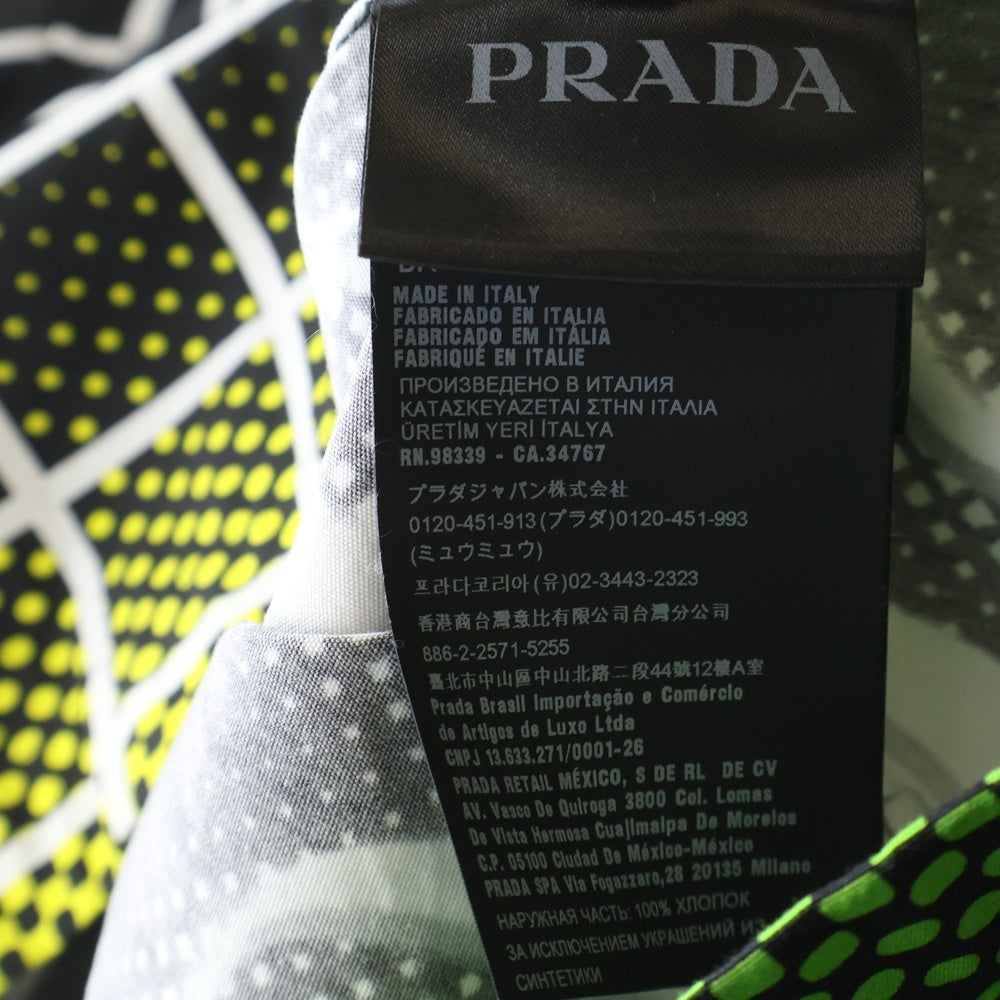 PRADA
MADE IN ITALY
FABRICADO EN ITALIA
FABRICADO EM ITÁLIA
FABRIQUÉ EN ITALIE
ПРОИЗВЕДЕНО В ИТАЛИЯ
ΚΑΤΑΣΚΕΥΑΖΕΤΑΙ ΣΤΗΝ ΙΤΑΛΙΑ
ÜRETİM YERİ İTALYA
RN.98339 - CA.34767
プラダジャパン株式会社
0120-451-913(プラダ)0120-451-993
(ミュウミュウ)
프라다코리아(유)02-3443-2323
香港商台灣意比有限公司台灣分公司
886-2-2571-5255
臺北市中山區中山北路二段44號12樓A室
Prada Brasil Importação e Comércio
de Artigos de Luxo Ltda
CNPJ 13.633.271/0001-26
PRADA RETAIL MÉXICO, S DE RL DE CV
AV. Vasco De Quiroga 3800 Col. Lomas
De Vista Hermosa Cuajimalpa De Morelos
C.P. 05100 Ciudad De México-México
PRADA SPA Via Fogazzaro,28 20135 Milano
НАРУЖНАЯ ЧАСТЬ: 100% ХЛОПОК
ЗА ИСКЛЮЧЕНИЕМ УКРАШЕНИЙ ИЗ
СИНТЕТИКИ